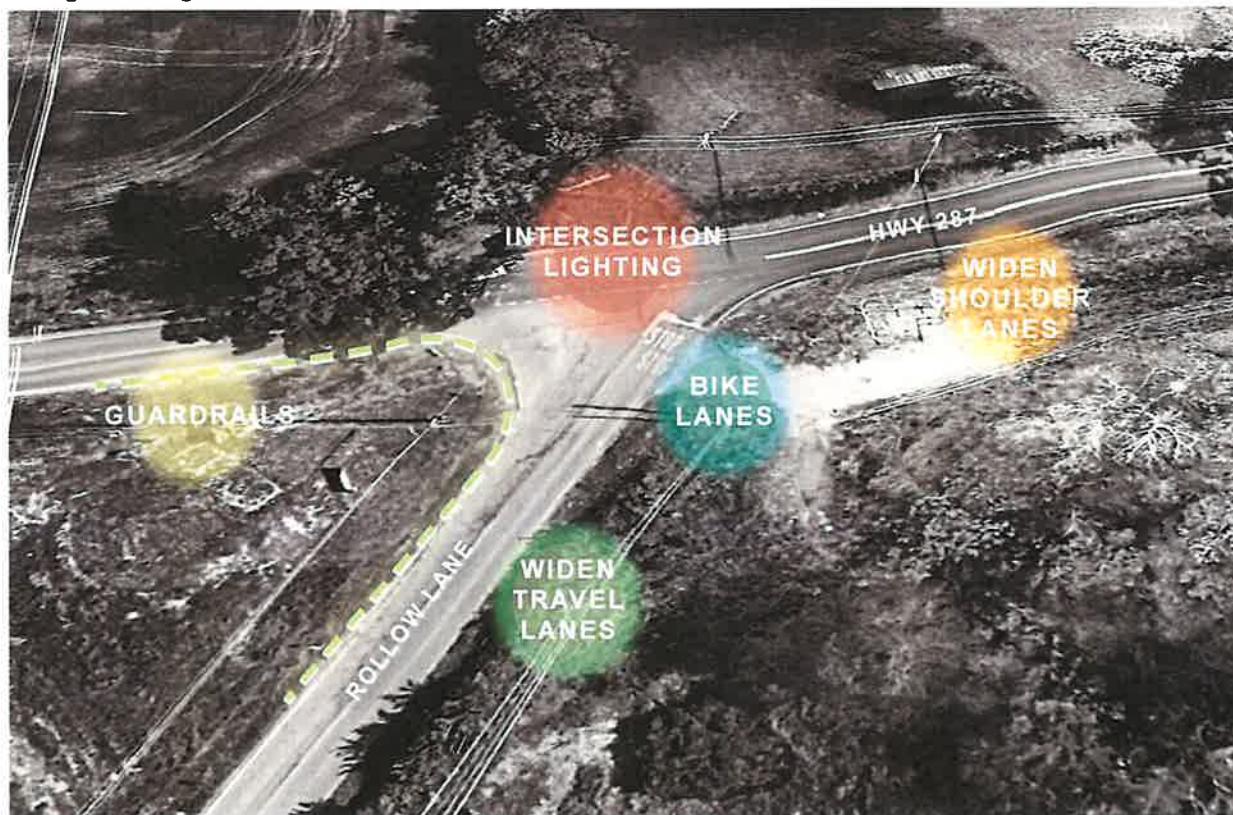 INTERSECTION
LIGHTING
HWY 287
WIDEN
SHOULDER
LANES
GUARDRAILS
BIKE
LANES
WIDEN
TRAVEL
LANES
ROLLOW LANE